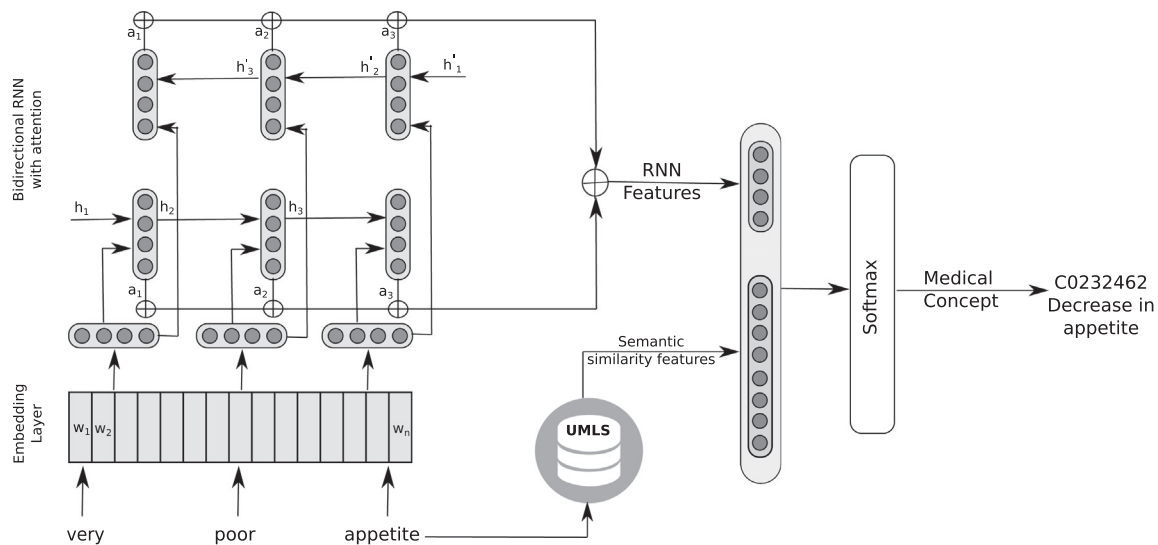 Bidirectional RNN
with attention
a₁
a₂
a₃
h'₃
h'₂
h'₁
h₁
h₂
h₃
a₁
a₂
a₃
RNN
Features
Semantic
similarity features
UMLS
Softmax
Medical
Concept
C0232462
Decrease in
appetite
Embedding
Layer
w₁
w₂
wₙ
very
poor
appetite